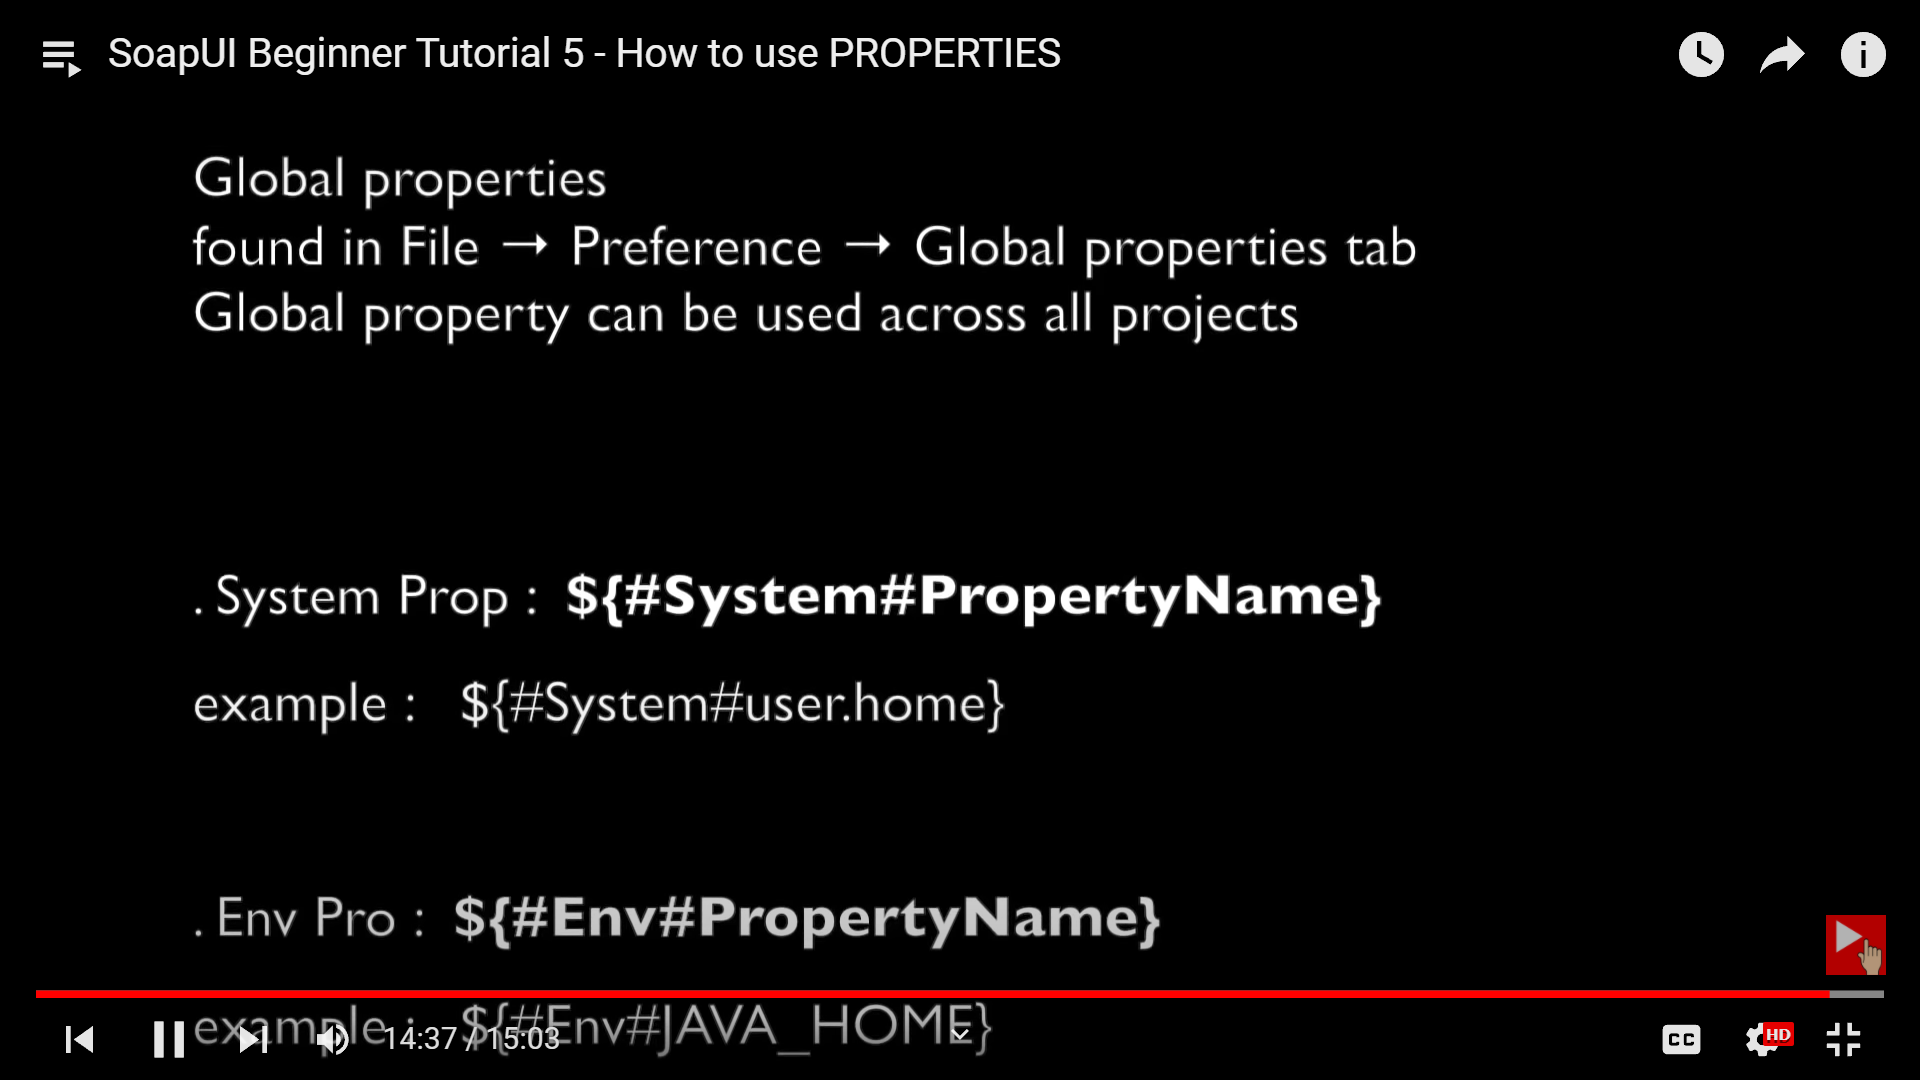 SoapUI Beginner Tutorial 5 - How to use PROPERTIES
Global properties
found in File → Preference → Global properties tab
Global property can be used across all projects
. System Prop : ${#System#PropertyName}
example : ${#System#user.home}
. Env Pro : ${#Env#PropertyName}
example : ${#Env#JAVA_HOME}
14:37 / 15:03
CC
HD